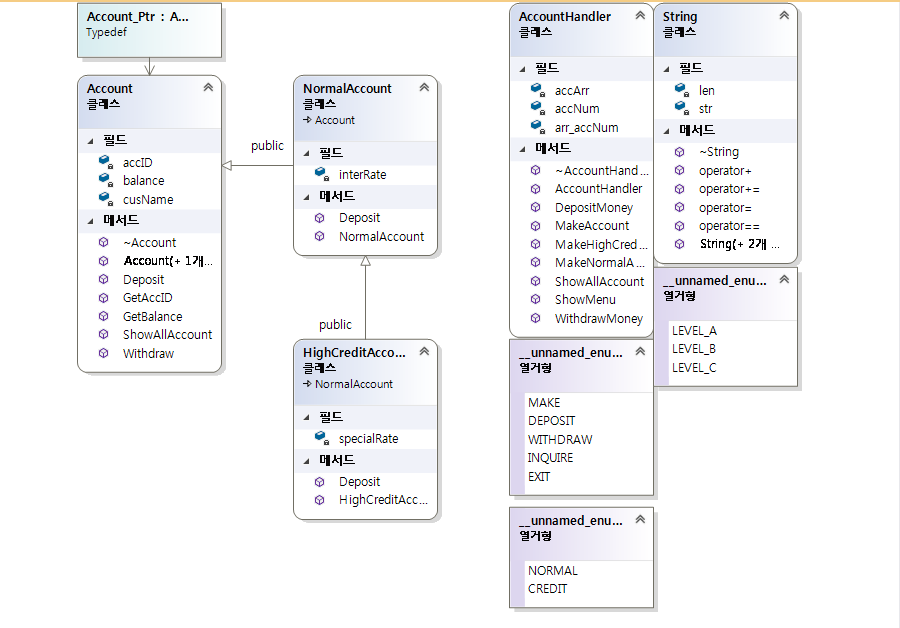 Account_Ptr : A...
Typedef
Account
클래스
필드
accID
balance
cusName
메서드
~Account
Account(+ 1개...
Deposit
GetAccID
GetBalance
ShowAllAccount
Withdraw
public
NormalAccount
클래스
Account
필드
interRate
메서드
Deposit
NormalAccount
public
HighCreditAcco...
클래스
NormalAccount
필드
specialRate
메서드
Deposit
HighCreditAcc...
AccountHandler
클래스
필드
accArr
accNum
arr_accNum
메서드
~AccountHand...
AccountHandler
DepositMoney
MakeAccount
MakeHighCred...
MakeNormalA...
ShowAllAccount
ShowMenu
WithdrawMoney
String
클래스
필드
len
str
메서드
~String
operator+
operator+=
operator=
operator==
String(+ 2개 ...
__unnamed_enu...
열거형
LEVEL_A
LEVEL_B
LEVEL_C
__unnamed_enu...
열거형
MAKE
DEPOSIT
WITHDRAW
INQUIRE
EXIT
__unnamed_enu...
열거형
NORMAL
CREDIT